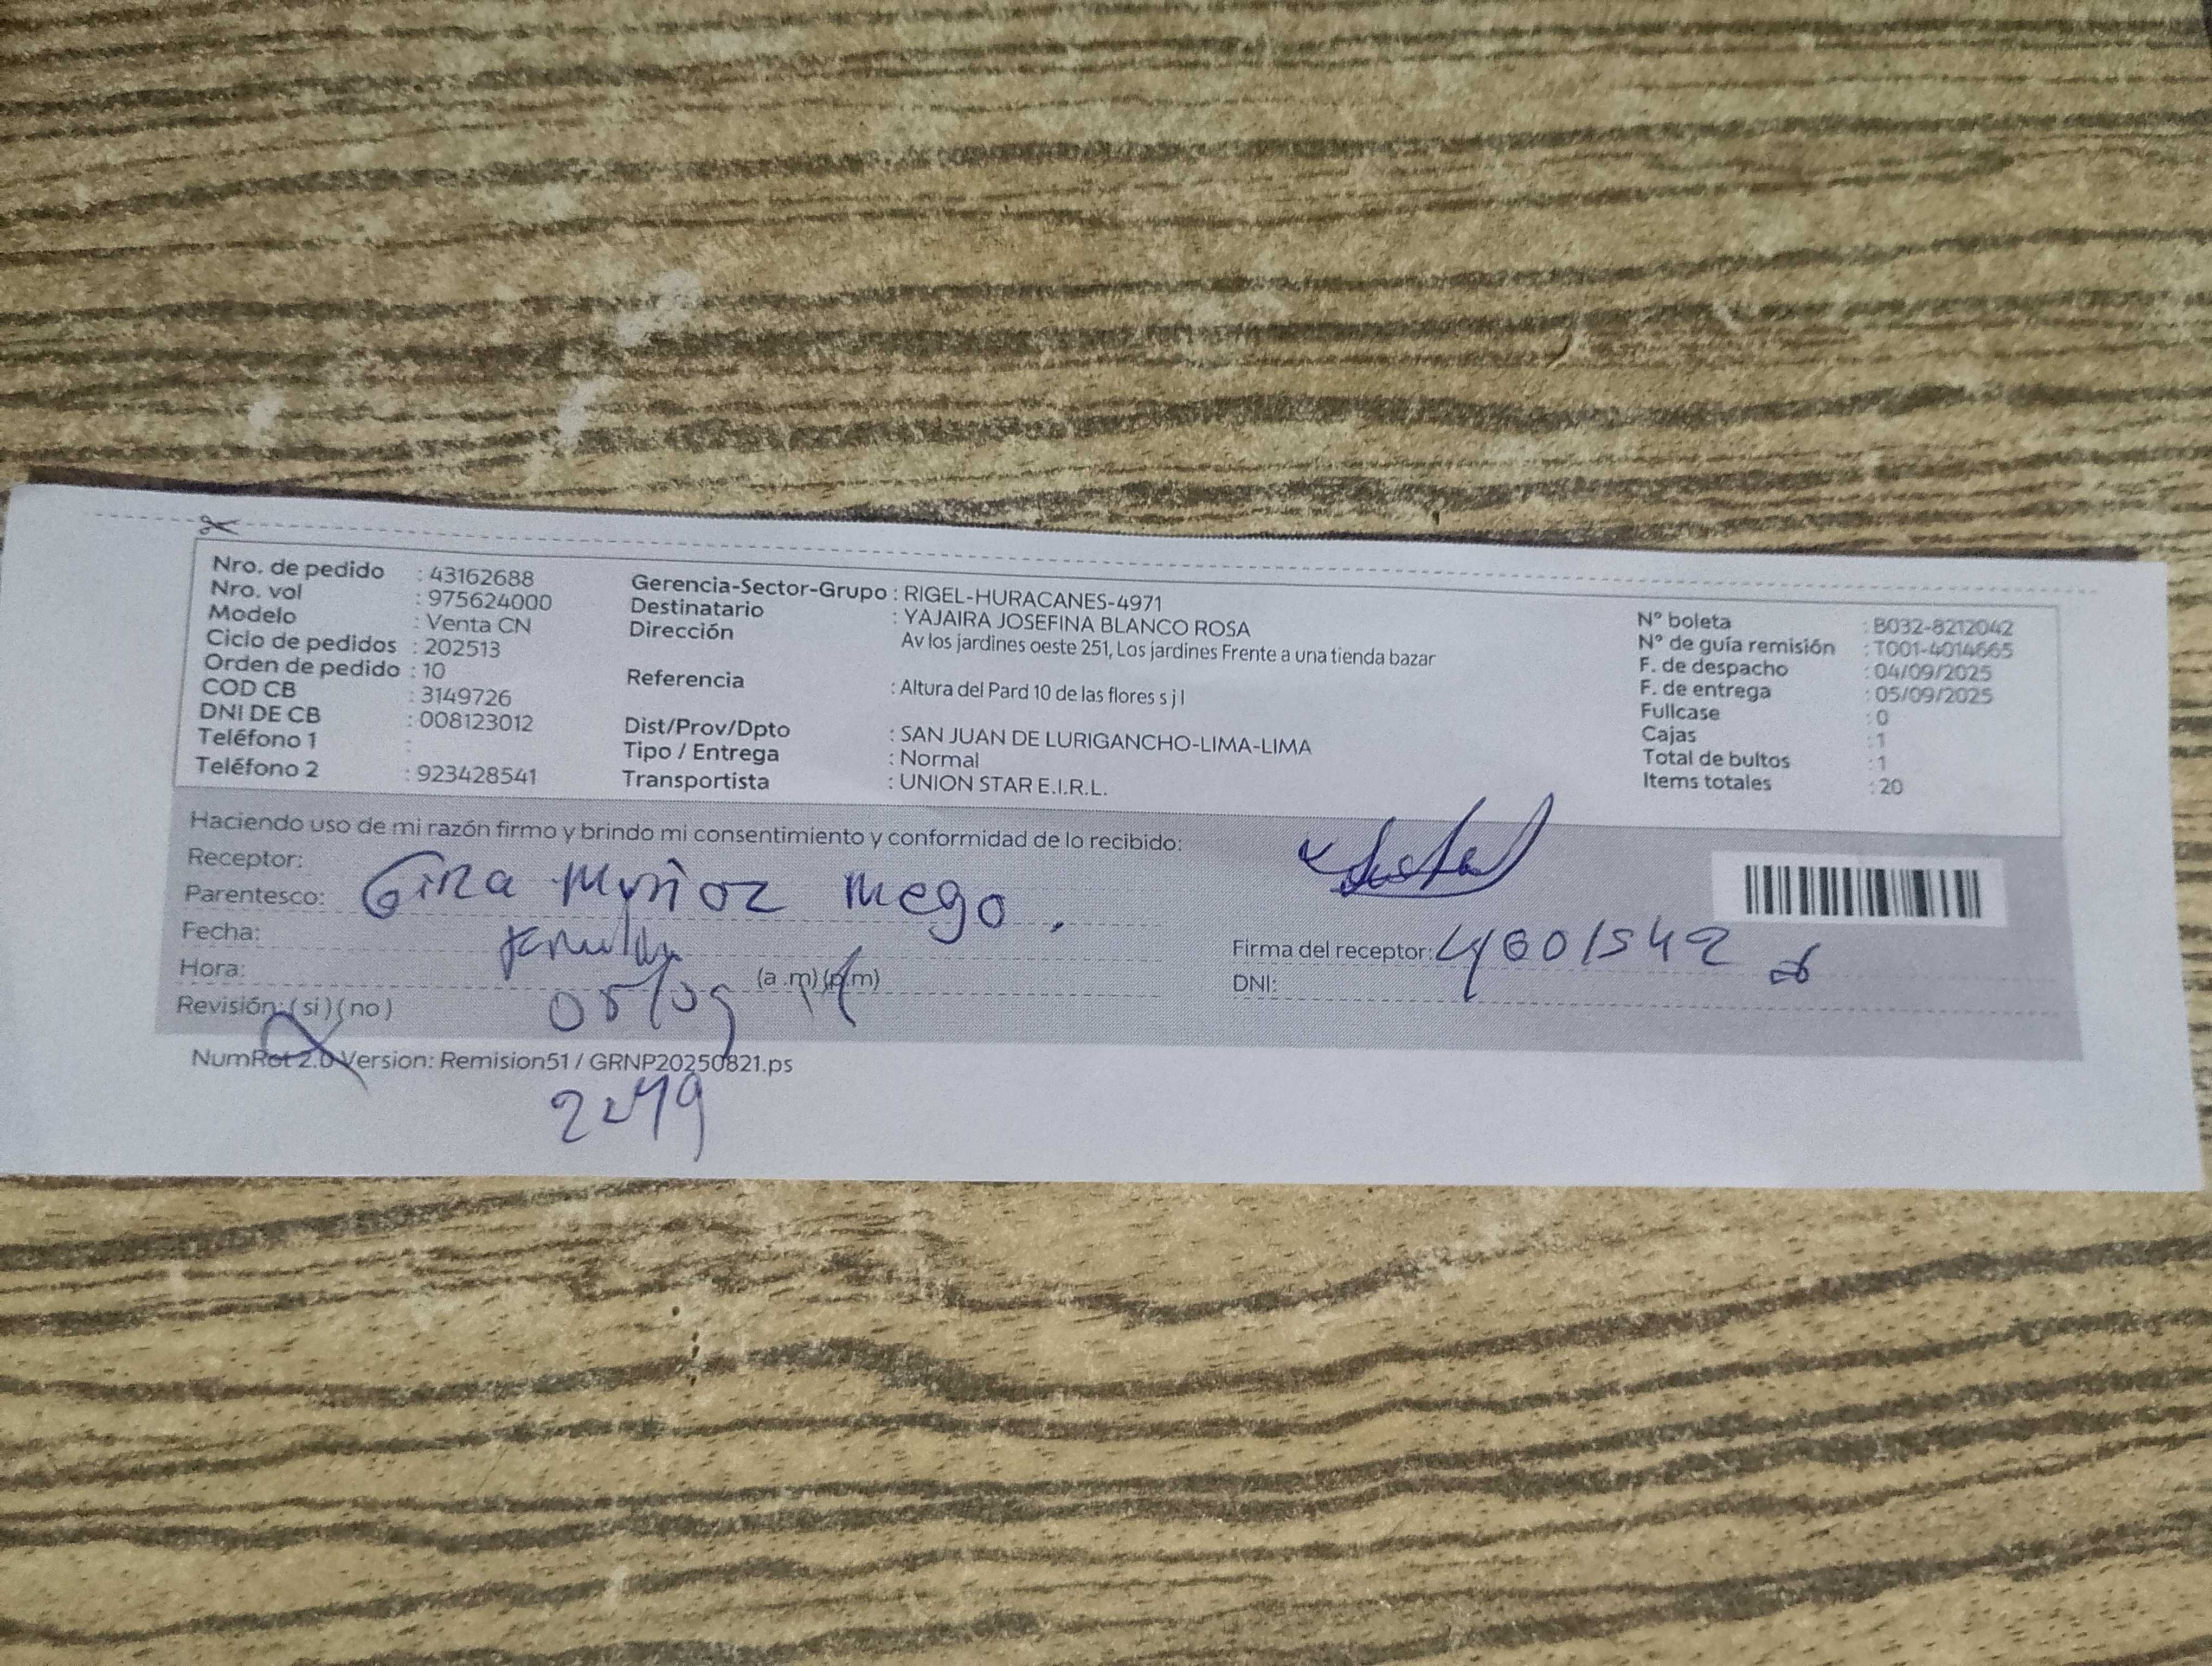 Nro. de pedido : 43162688
Nro. vol : 975624000
Modelo : Venta CN
Ciclo de pedidos : 202513
Orden de pedido : 10
COD CB : 3149726
DNI DE CB : 008123012
Teléfono 1 :
Teléfono 2 : 923428541
Gerencia-Sector-Grupo : RIGEL-HURACANES-4971
Destinatario : YAJAIRA JOSEFINA BLANCO ROSA
Dirección : Av los jardines oeste 251, Los jardines Frente a una tienda bazar
Referencia : Altura del Pard 10 de las flores s j l
Dist/Prov/Dpto : SAN JUAN DE LURIGANCHO-LIMA-LIMA
Tipo / Entrega : Normal
Transportista : UNION STAR E.I.R.L.
N° boleta : B032-8212042
N° de guía remisión : T001-4014665
F. de despacho : 04/09/2025
F. de entrega : 05/09/2025
Fullcase : 0
Cajas : 1
Total de bultos : 1
Items totales : 20
Haciendo uso de mi razón firmo y brindo mi consentimiento y conformidad de lo recibido:
Receptor:
Parentesco: Gina Muñoz Mego.
Fecha:
Hora: 05/09 (a.m) (p.m)
Revisión: ( si ) ( no )
Firma del receptor:
DNI:
NumRot 2.0 Version: Remision51 / GRNP20250821.ps